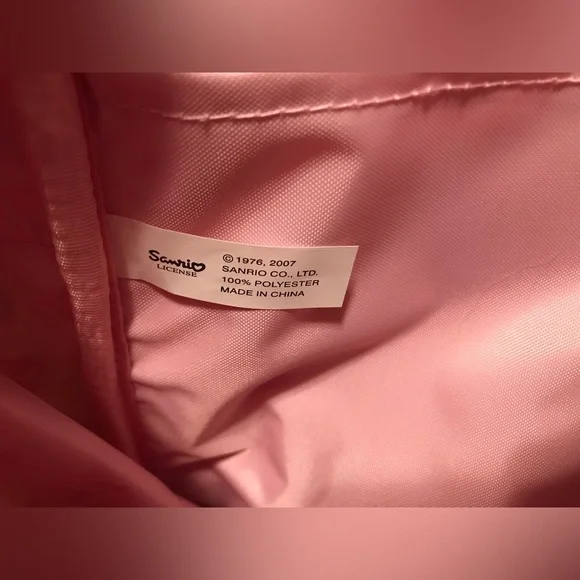 Sanrio
LICENSE
© 1976, 2007
SANRIO CO., LTD.
100% POLYESTER
MADE IN CHINA